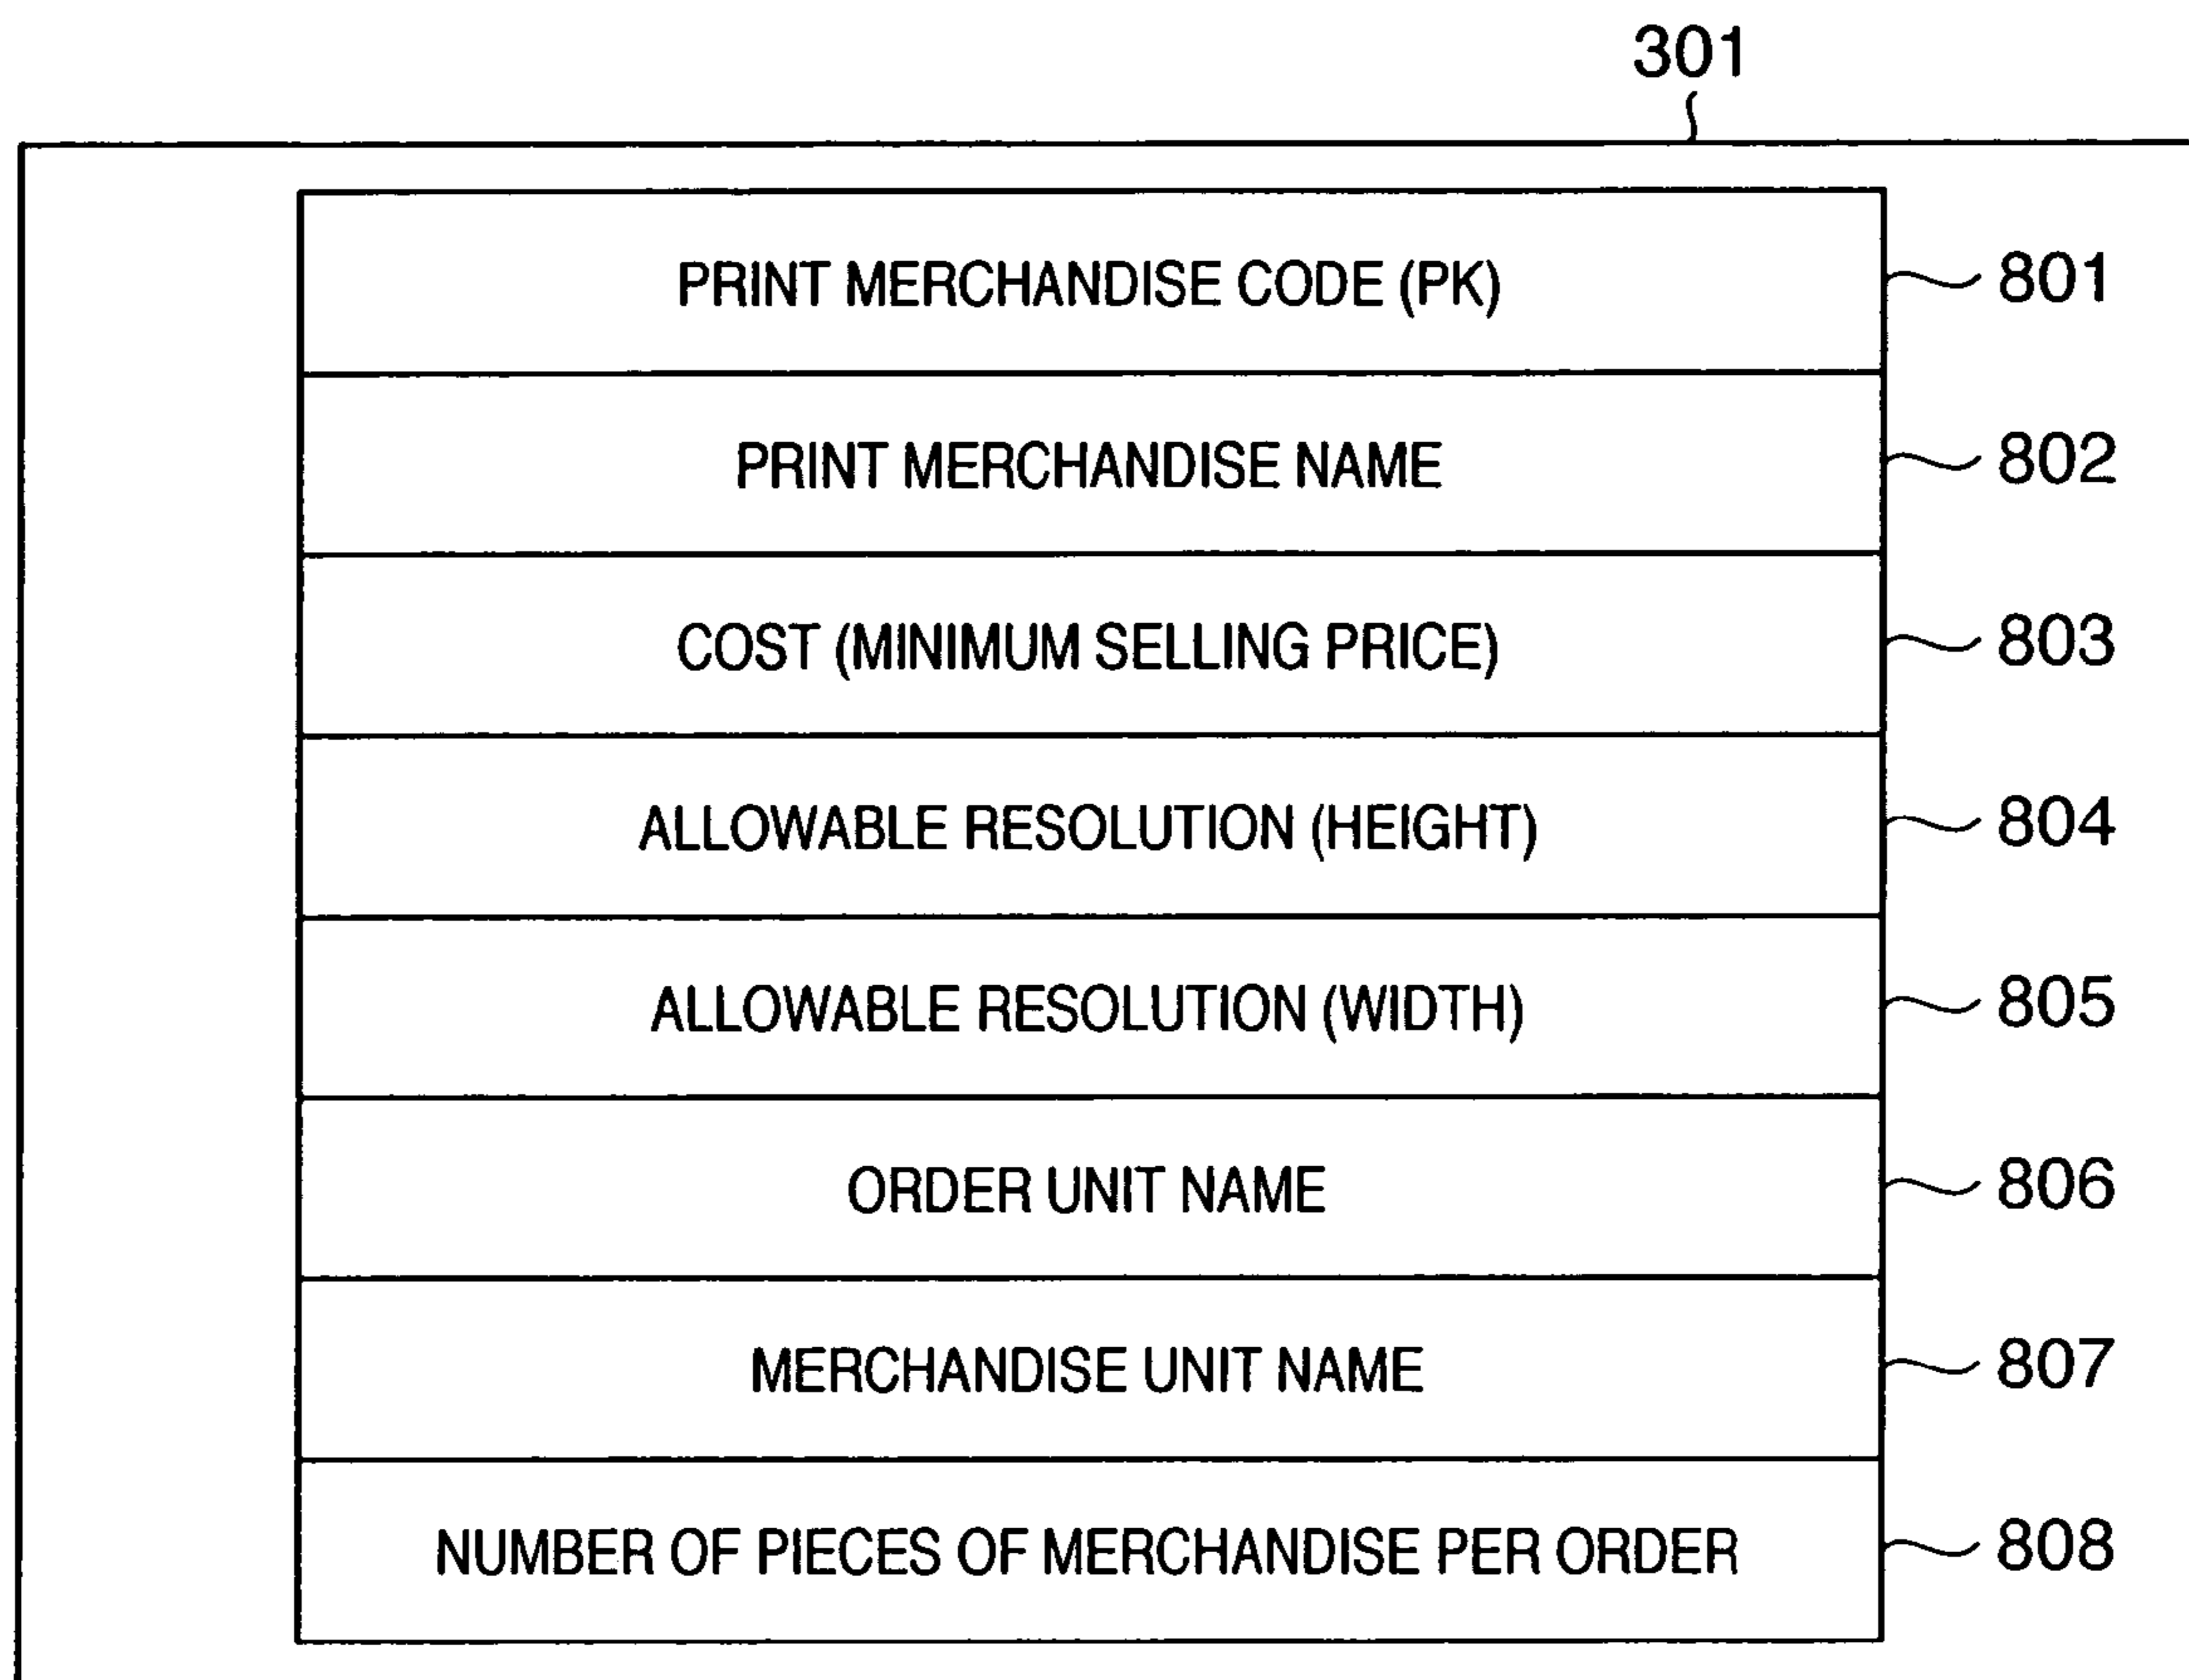 301
PRINT MERCHANDISE CODE (PK) 801
PRINT MERCHANDISE NAME 802
COST (MINIMUM SELLING PRICE) 803
ALLOWABLE RESOLUTION (HEIGHT) 804
ALLOWABLE RESOLUTION (WIDTH) 805
ORDER UNIT NAME 806
MERCHANDISE UNIT NAME 807
NUMBER OF PIECES OF MERCHANDISE PER ORDER 808